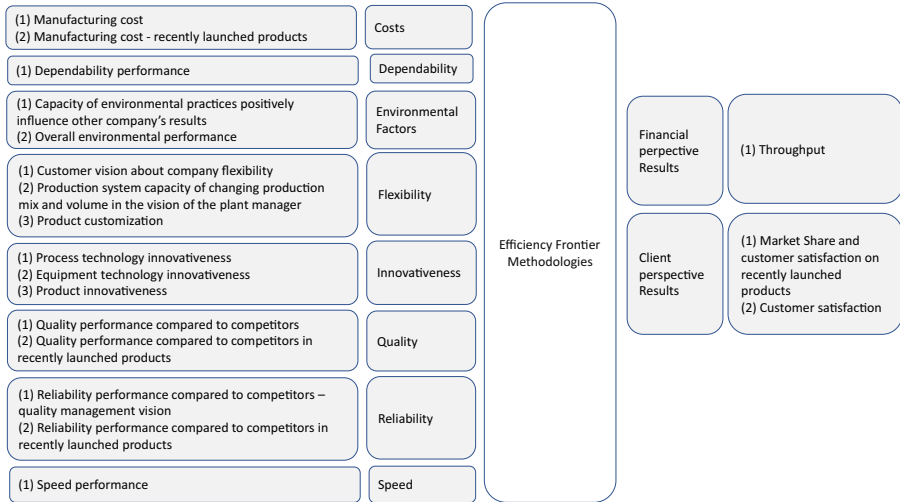 (1) Manufacturing cost
(2) Manufacturing cost - recently launched products
Costs
(1) Dependability performance
Dependability
(1) Capacity of environmental practices positively
influence other company's results
(2) Overall environmental performance
Environmental
Factors
(1) Customer vision about company flexibility
(2) Production system capacity of changing production
mix and volume in the vision of the plant manager
(3) Product customization
Flexibility
(1) Process technology innovativeness
(2) Equipment technology innovativeness
(3) Product innovativeness
Innovativeness
(1) Quality performance compared to competitors
(2) Quality performance compared to competitors in
recently launched products
Quality
(1) Reliability performance compared to competitors –
quality management vision
(2) Reliability performance compared to competitors in
recently launched products
Reliability
(1) Speed performance
Speed
Efficiency Frontier
Methodologies
Financial
perpective
Results
(1) Throughput
Client
perspective
Results
(1) Market Share and
customer satisfaction on
recently launched
products
(2) Customer satisfaction